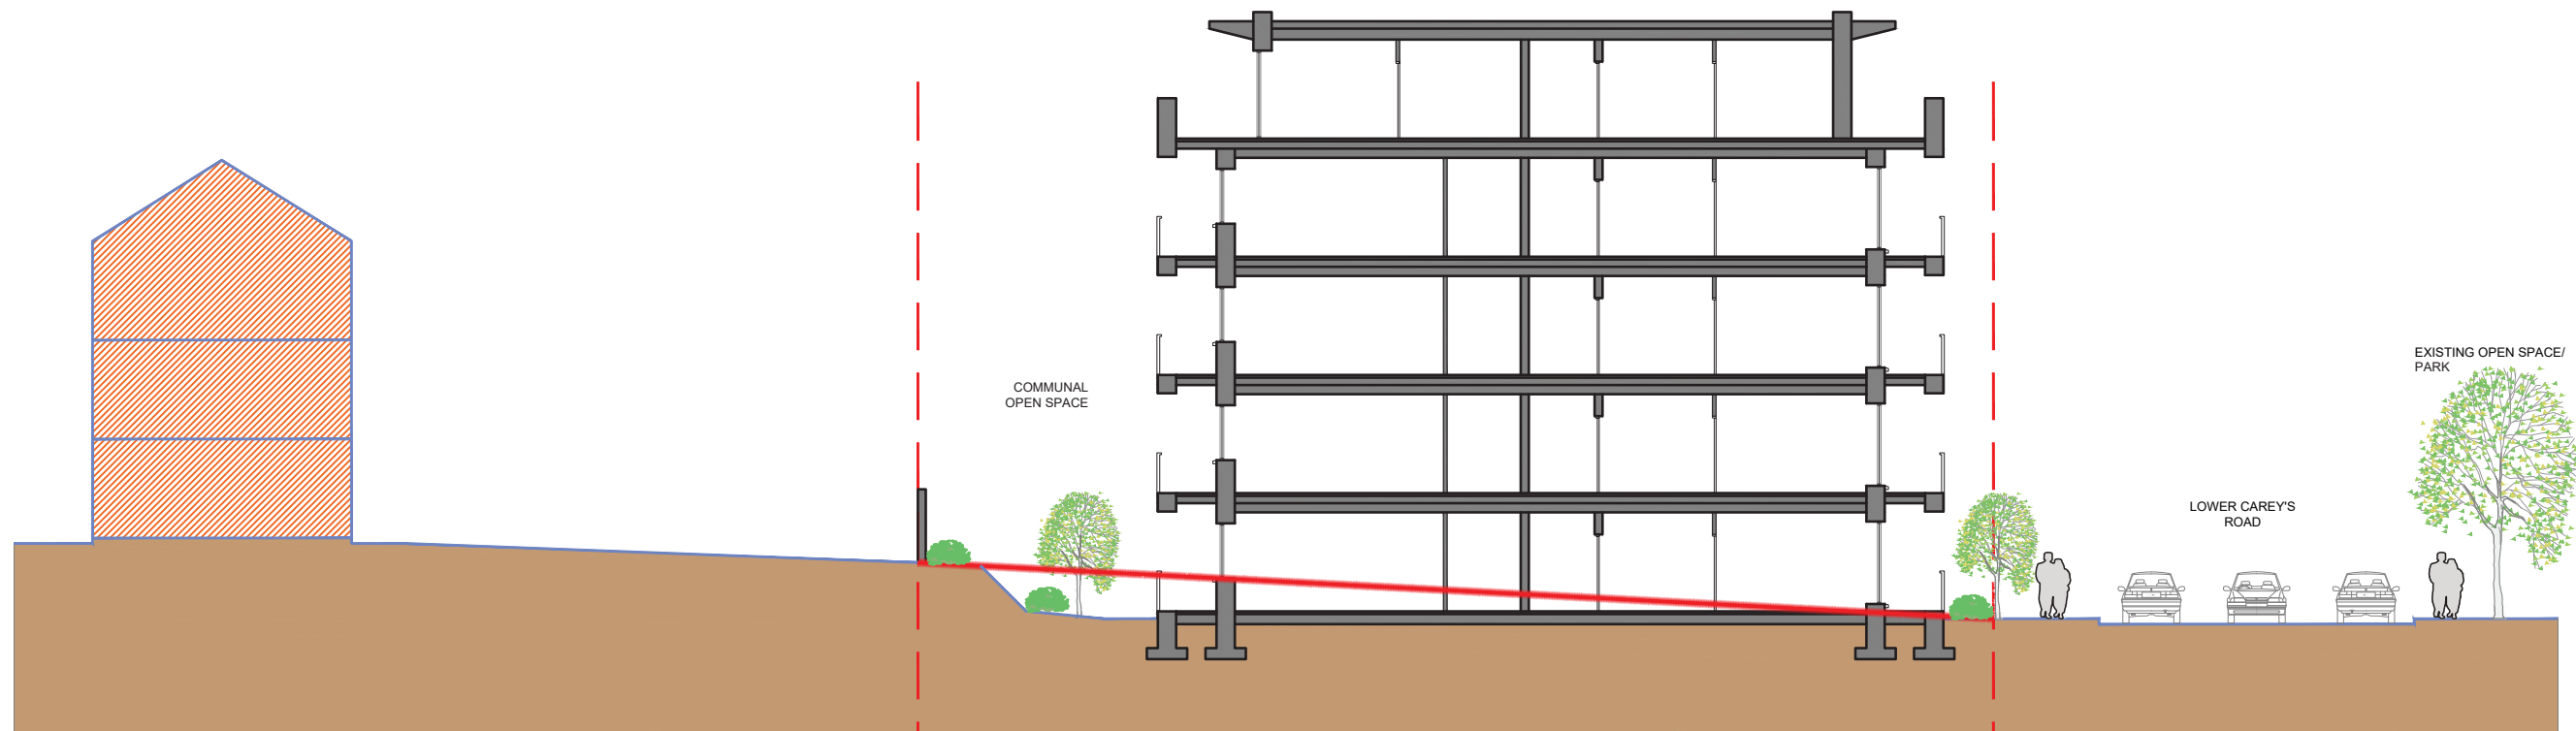 COMMUNAL
OPEN SPACE
EXISTING OPEN SPACE/
PARK
LOWER CAREY'S
ROAD